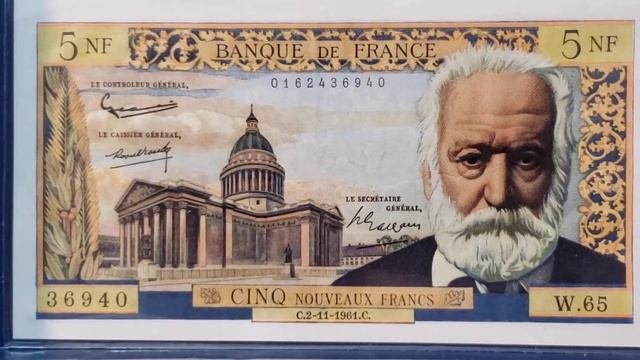 5 NF
BANQUE DE FRANCE
5 NF
0162436940
LE CONTROLEUR GÉNÉRAL,
LE CAISSIER GÉNÉRAL,
LE SECRÉTAIRE
GÉNÉRAL,
36940
CINQ NOUVEAUX FRANCS
W.65
C.2-11-1961.C.